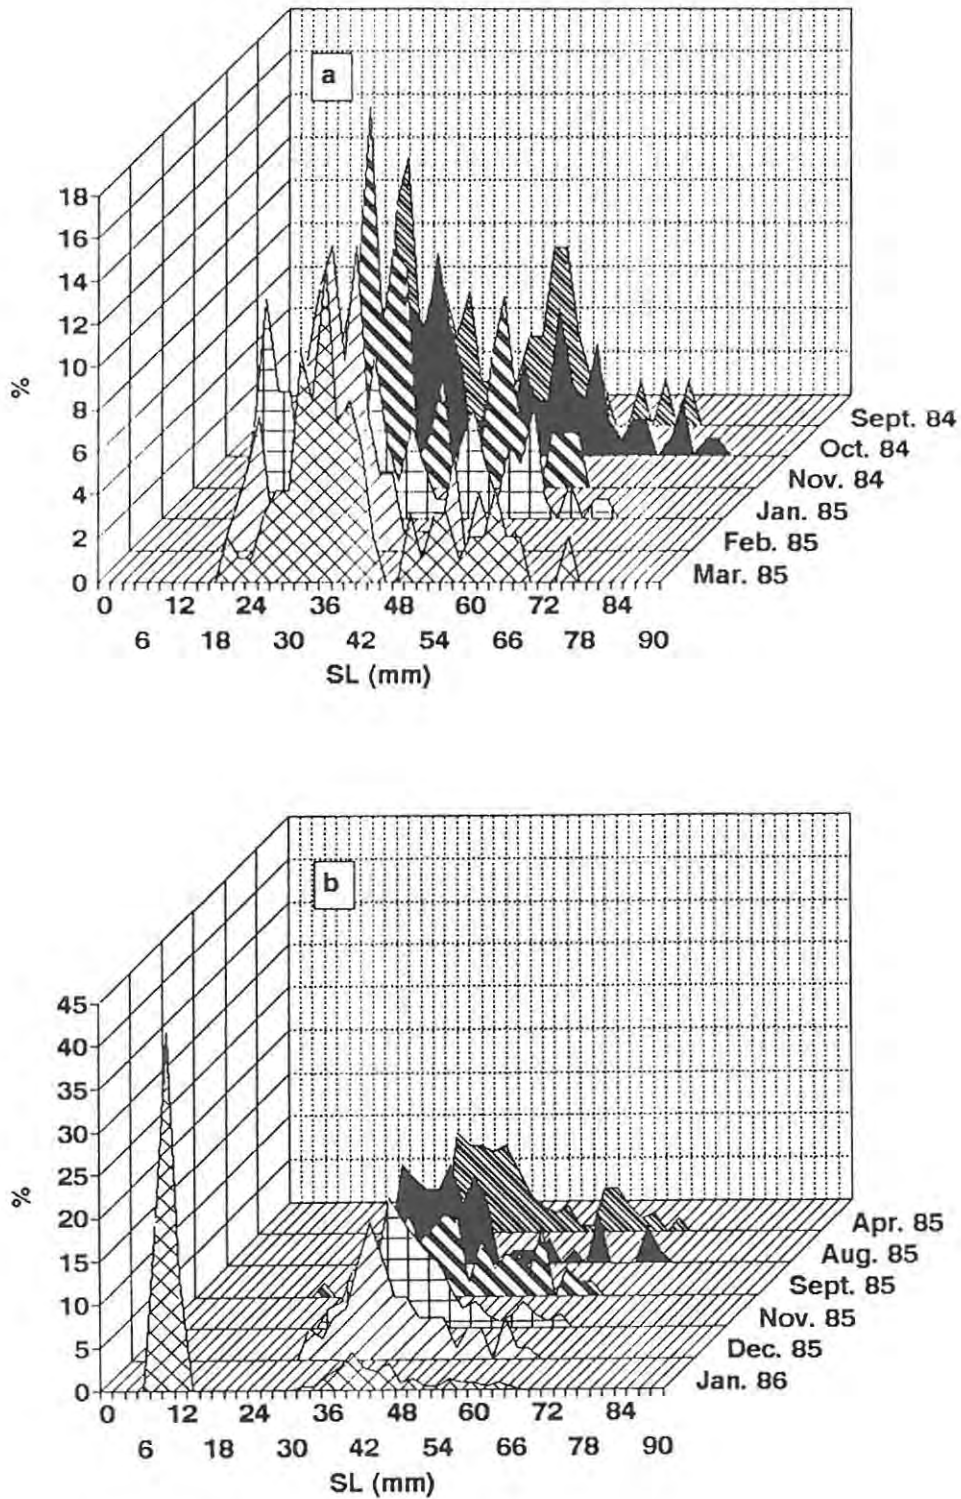 a
18
16
14
12
10
8
6
4
2
0
%
Sept. 84
Oct. 84
Nov. 84
Jan. 85
Feb. 85
Mar. 85
0 12 24 36 48 60 72 84
6 18 30 42 54 66 78 90
SL (mm)
b
45
40
35
30
25
20
15
10
5
0
%
Apr. 85
Aug. 85
Sept. 85
Nov. 85
Dec. 85
Jan. 86
0 12 24 36 48 60 72 84
6 18 30 42 54 66 78 90
SL (mm)